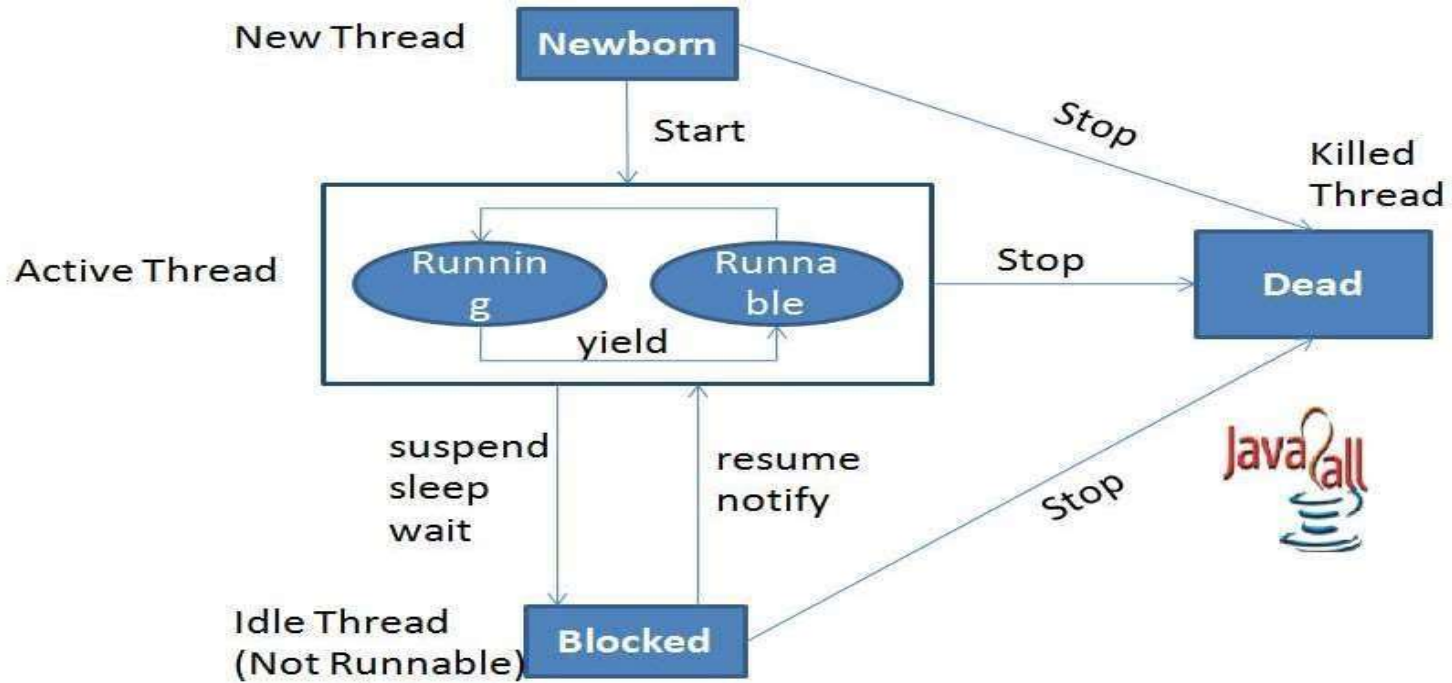 New Thread
Newborn
Start
Stop
Killed
Thread
Active Thread
Runnin
g
Runna
ble
yield
Stop
Dead
suspend
sleep
wait
resume
notify
Stop
Java2all
Idle Thread
(Not Runnable)
Blocked